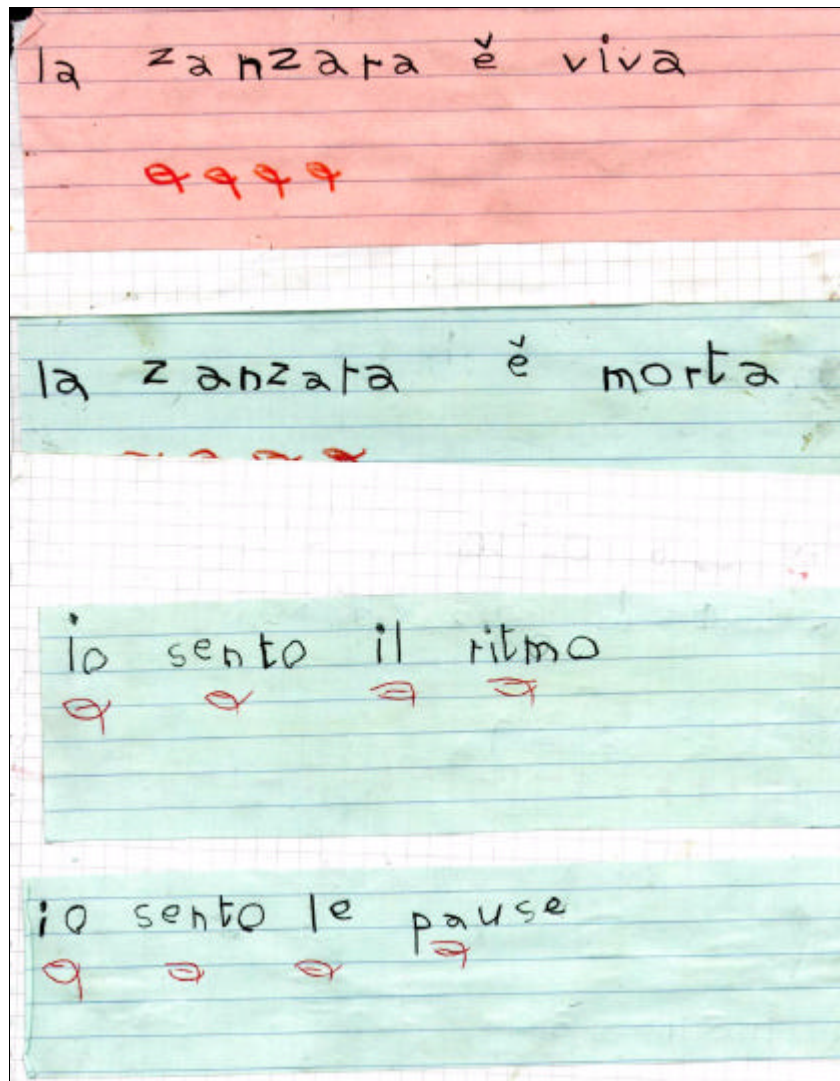 la zanzara è viva
la zanzara è morta
io sento il ritmo
io sento le pause